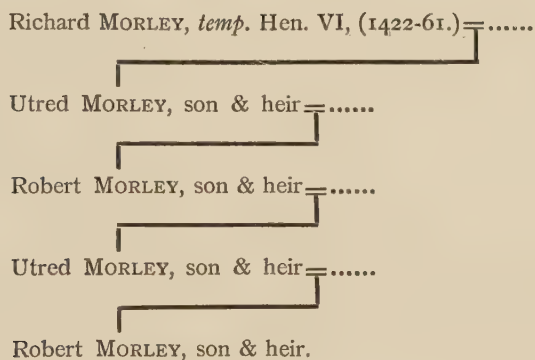 Richard MORLEY, temp. Hen. VI, (1422-61.)=......
Utred MORLEY, son & heir=......
Robert MORLEY, son & heir=......
Utred MORLEY, son & heir=......
Robert MORLEY, son & heir.